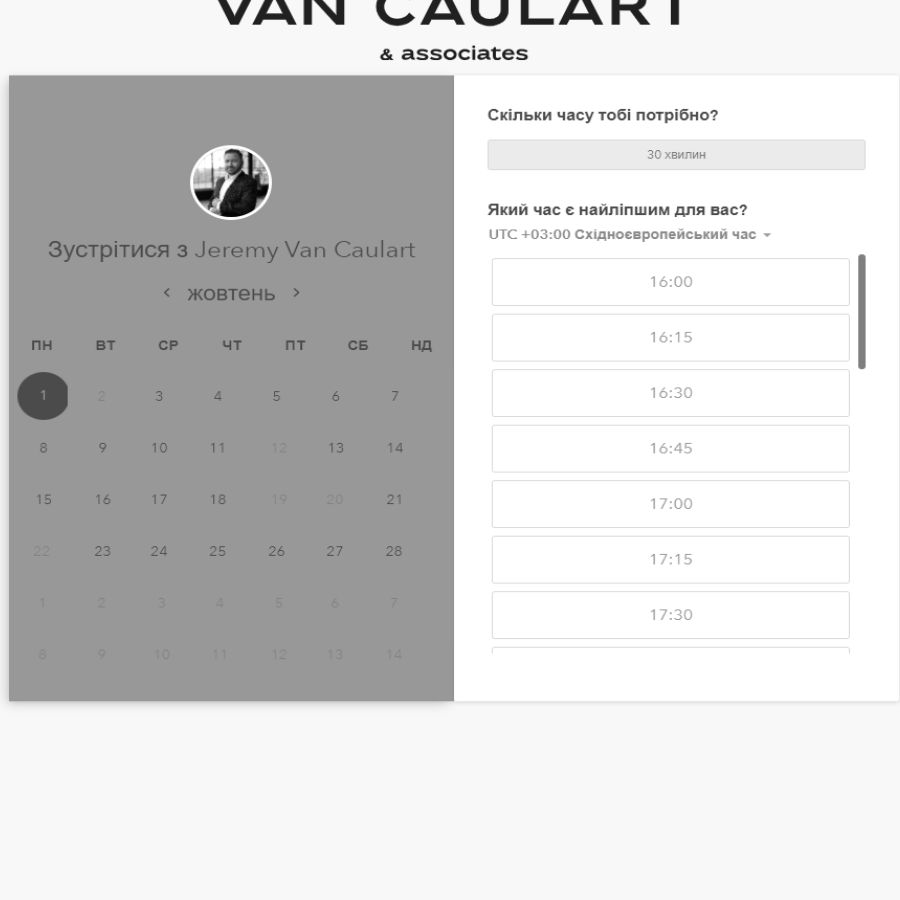 VAN CAULART
& associates
Зустрітися з Jeremy Van Caulart
< жовтень >
ПН ВТ СР ЧТ ПТ СБ НД
1 2 3 4 5 6 7
8 9 10 11 12 13 14
15 16 17 18 19 20 21
22 23 24 25 26 27 28
1 2 3 4 5 6 7
8 9 10 11 12 13 14
Скільки часу тобі потрібно?
30 хвилин
Який час є найліпшим для вас?
UTC +03:00 Східноєвропейський час
16:00
16:15
16:30
16:45
17:00
17:15
17:30